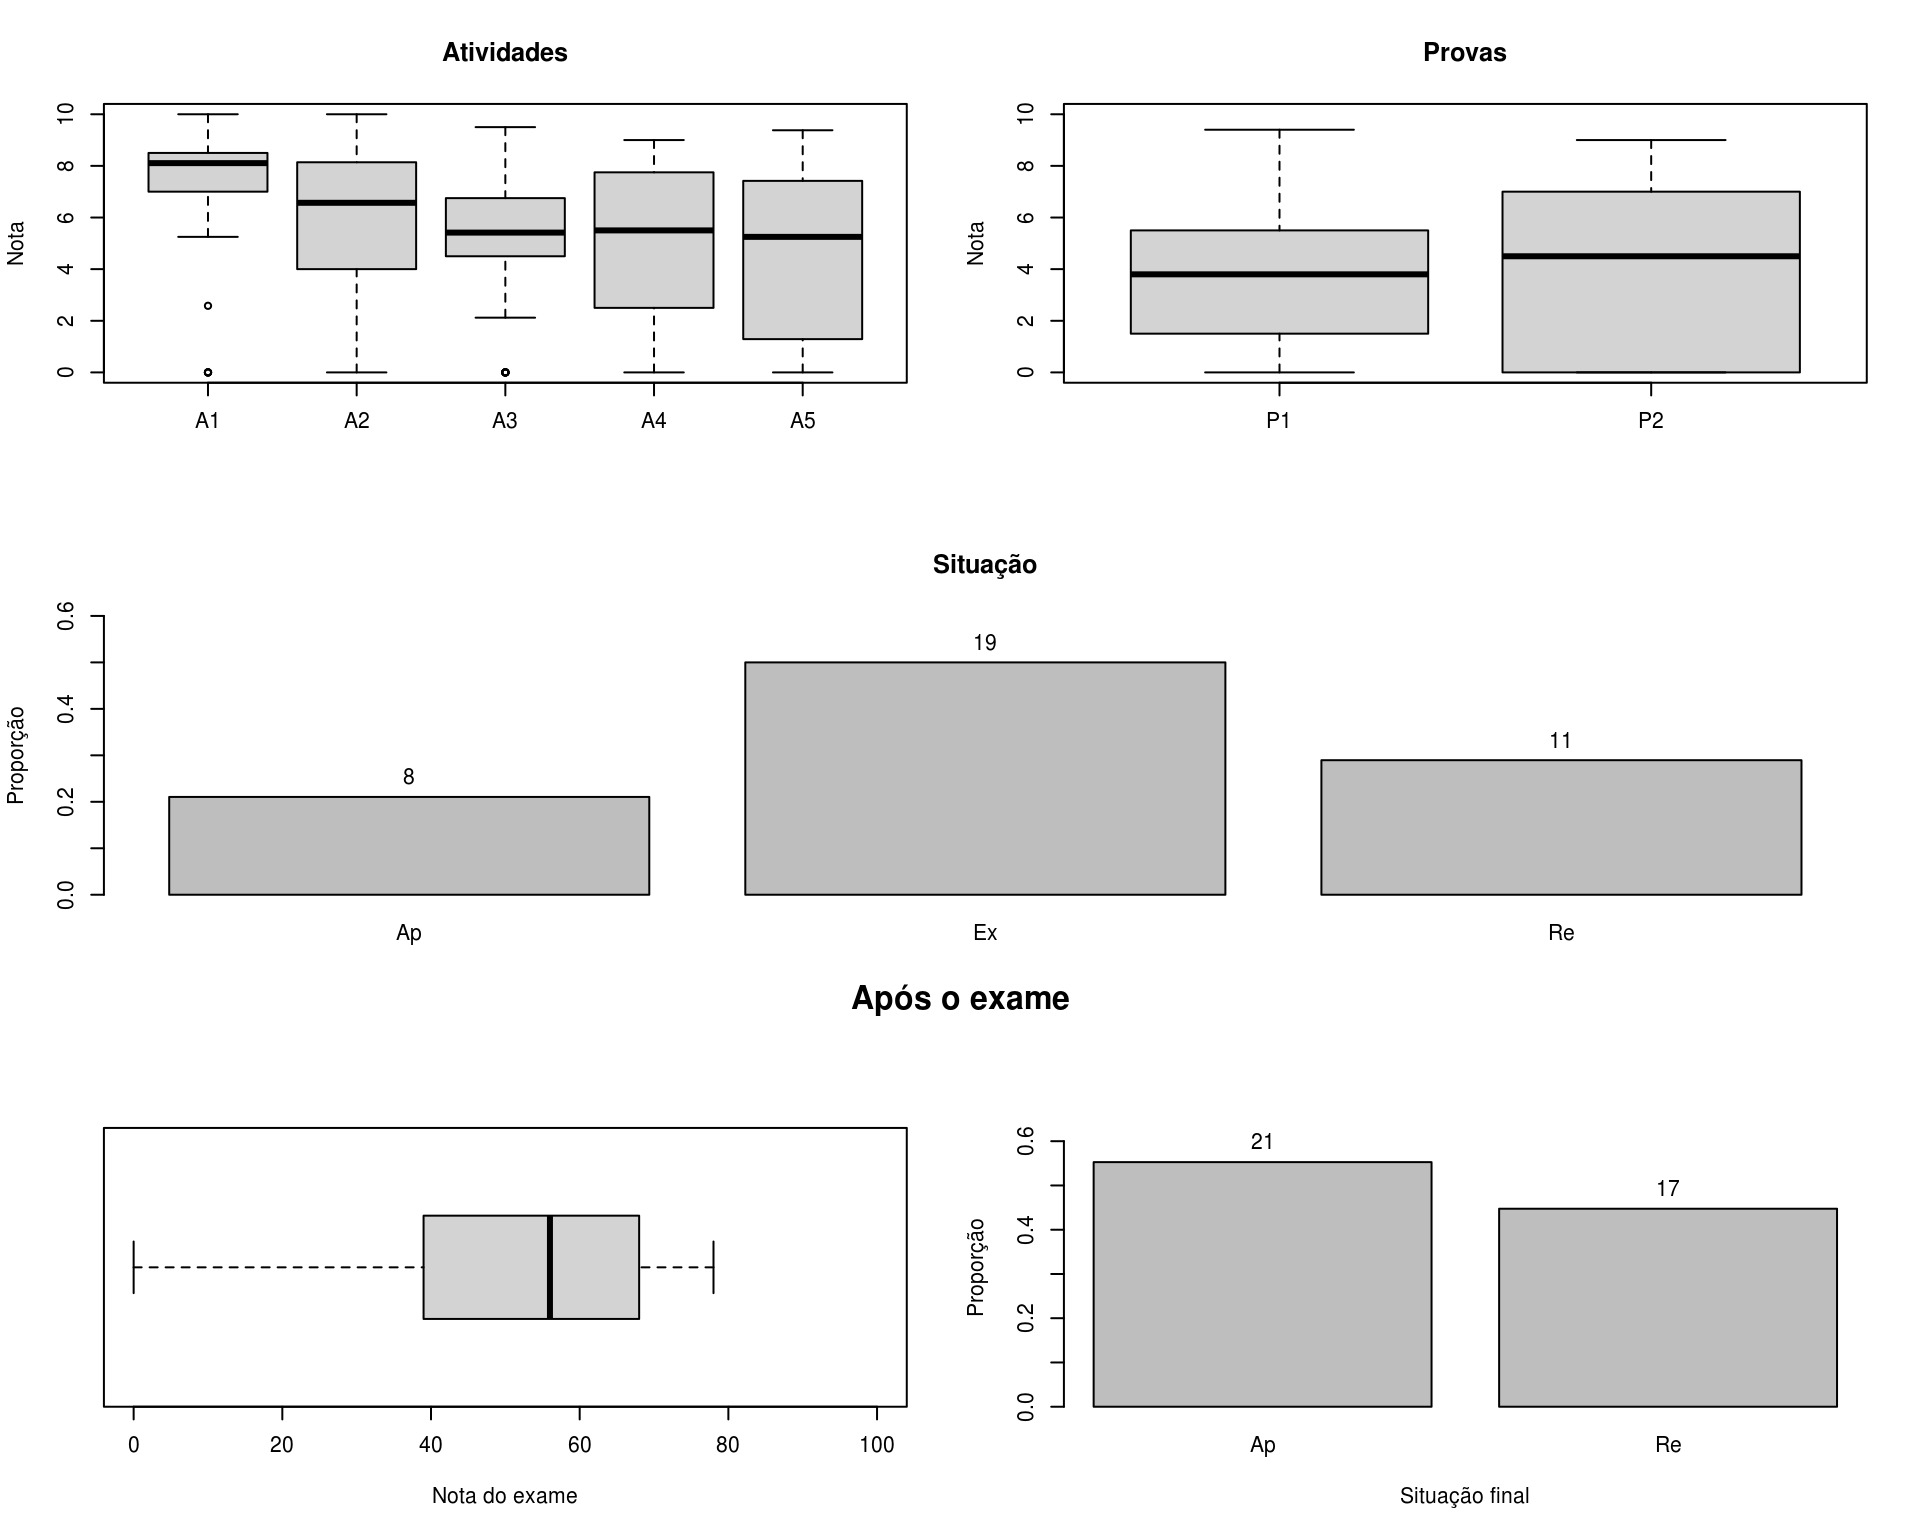 Atividades
Nota
10
8
6
4
2
0
A1 A2 A3 A4 A5
Provas
Nota
10
8
6
4
2
0
P1 P2
Situação
Proporção
0.6
0.4
0.2
0.0
8
19
11
Ap Ex Re
Após o exame
0 20 40 60 80 100
Nota do exame
Proporção
0.6
0.4
0.2
0.0
21
17
Ap Re
Situação final